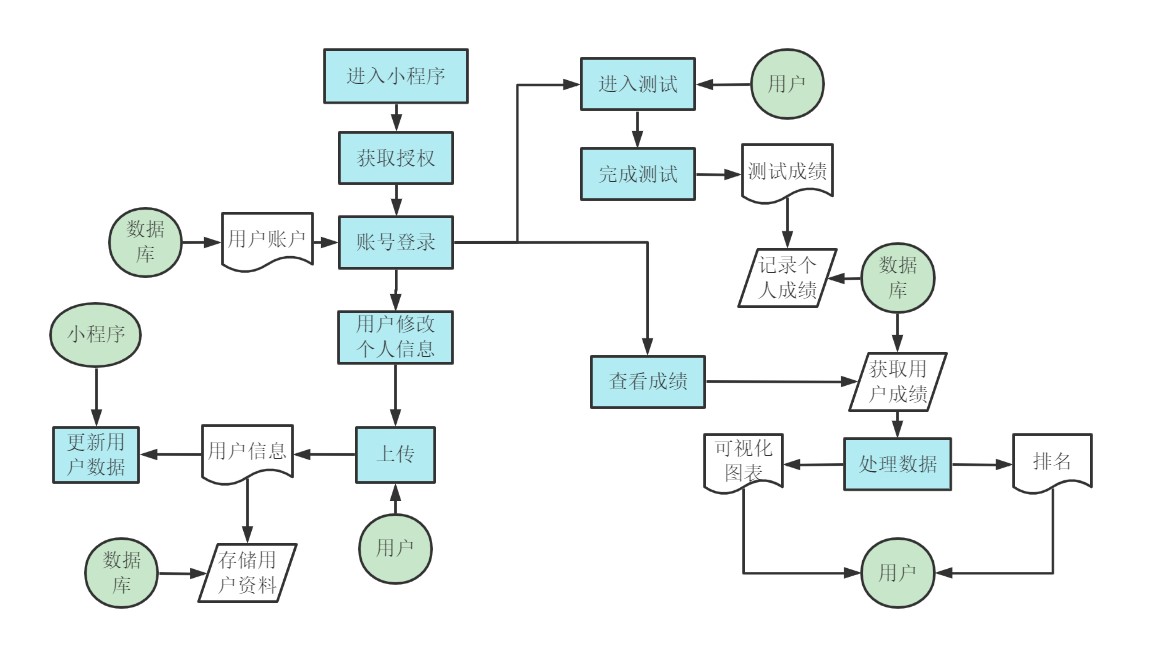 进入小程序
获取授权
数据
库
用户账户
账号登录
用户修改
个人信息
小程序
更新用
户数据
用户信息
上传
数据
库
存储用
户资料
用户
进入测试
用户
完成测试
测试成绩
记录个
人成绩
数据
库
查看成绩
获取用
户成绩
可视化
图表
处理数据
排名
用户